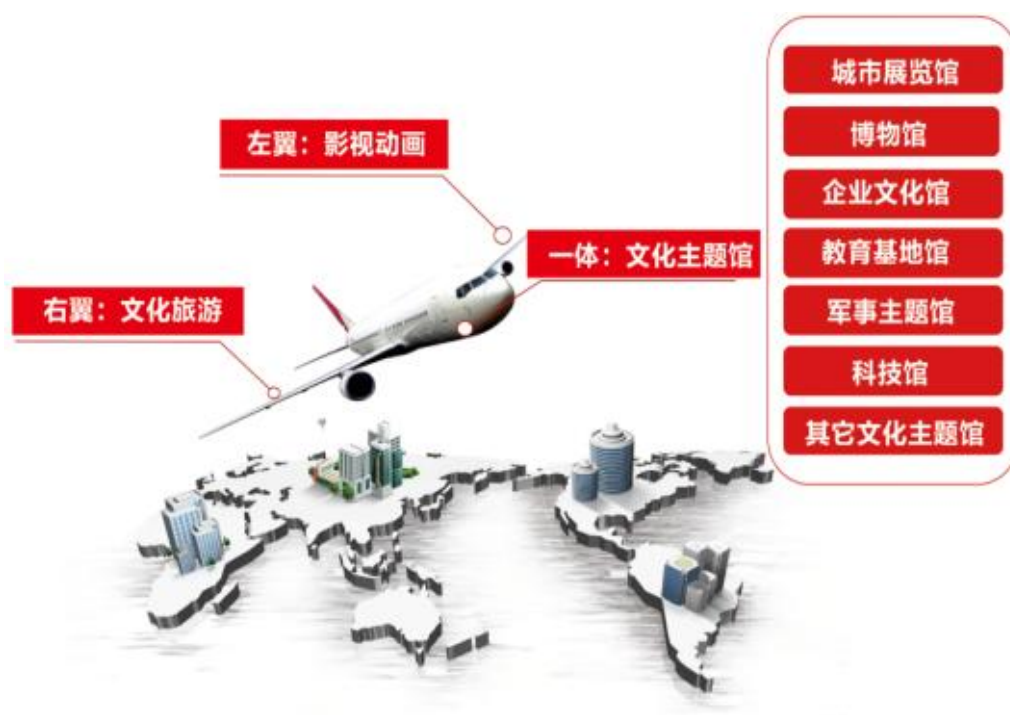 左翼：影视动画
一体：文化主题馆
右翼：文化旅游
城市展览馆
博物馆
企业文化馆
教育基地馆
军事主题馆
科技馆
其它文化主题馆